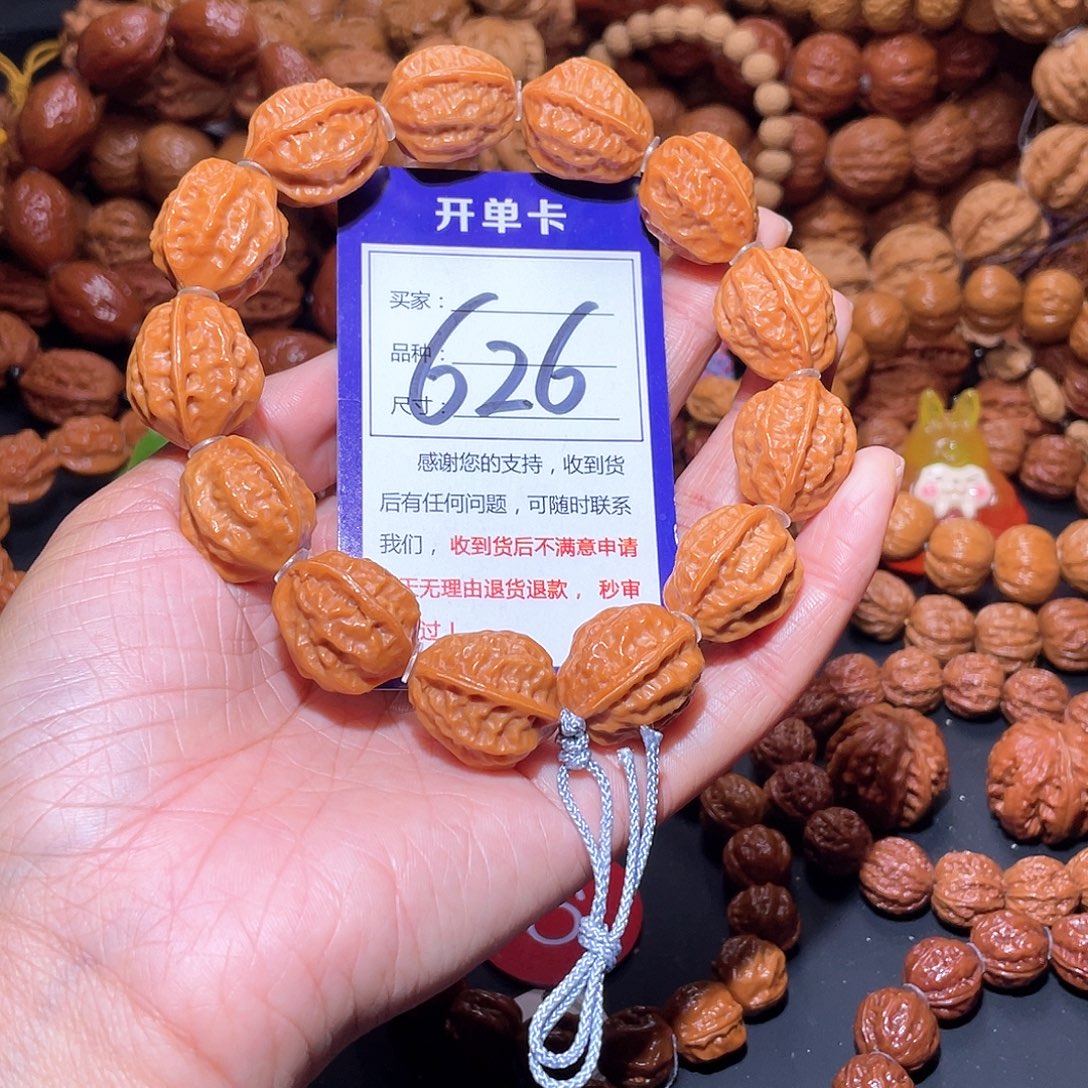 开单卡
买家：
品种：
尺寸：
626
感谢您的支持，收到货
后有任何问题，可随时联系
我们，收到货后不满意申请
无理由退货退款，秒审
过！